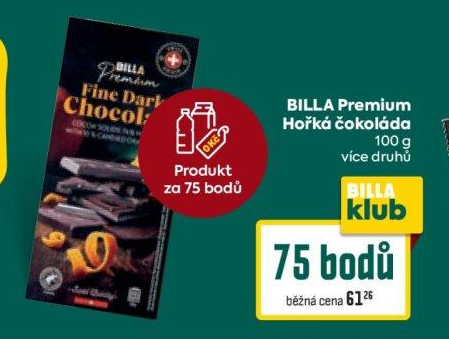 BILLA
Premium
Fine Dark
Chocola
0Kč
Produkt
za 75 bodů
BILLA Premium
Hořká čokoláda
100 g
více druhů
BILLA
klub
75 bodů
běžná cena 61 26